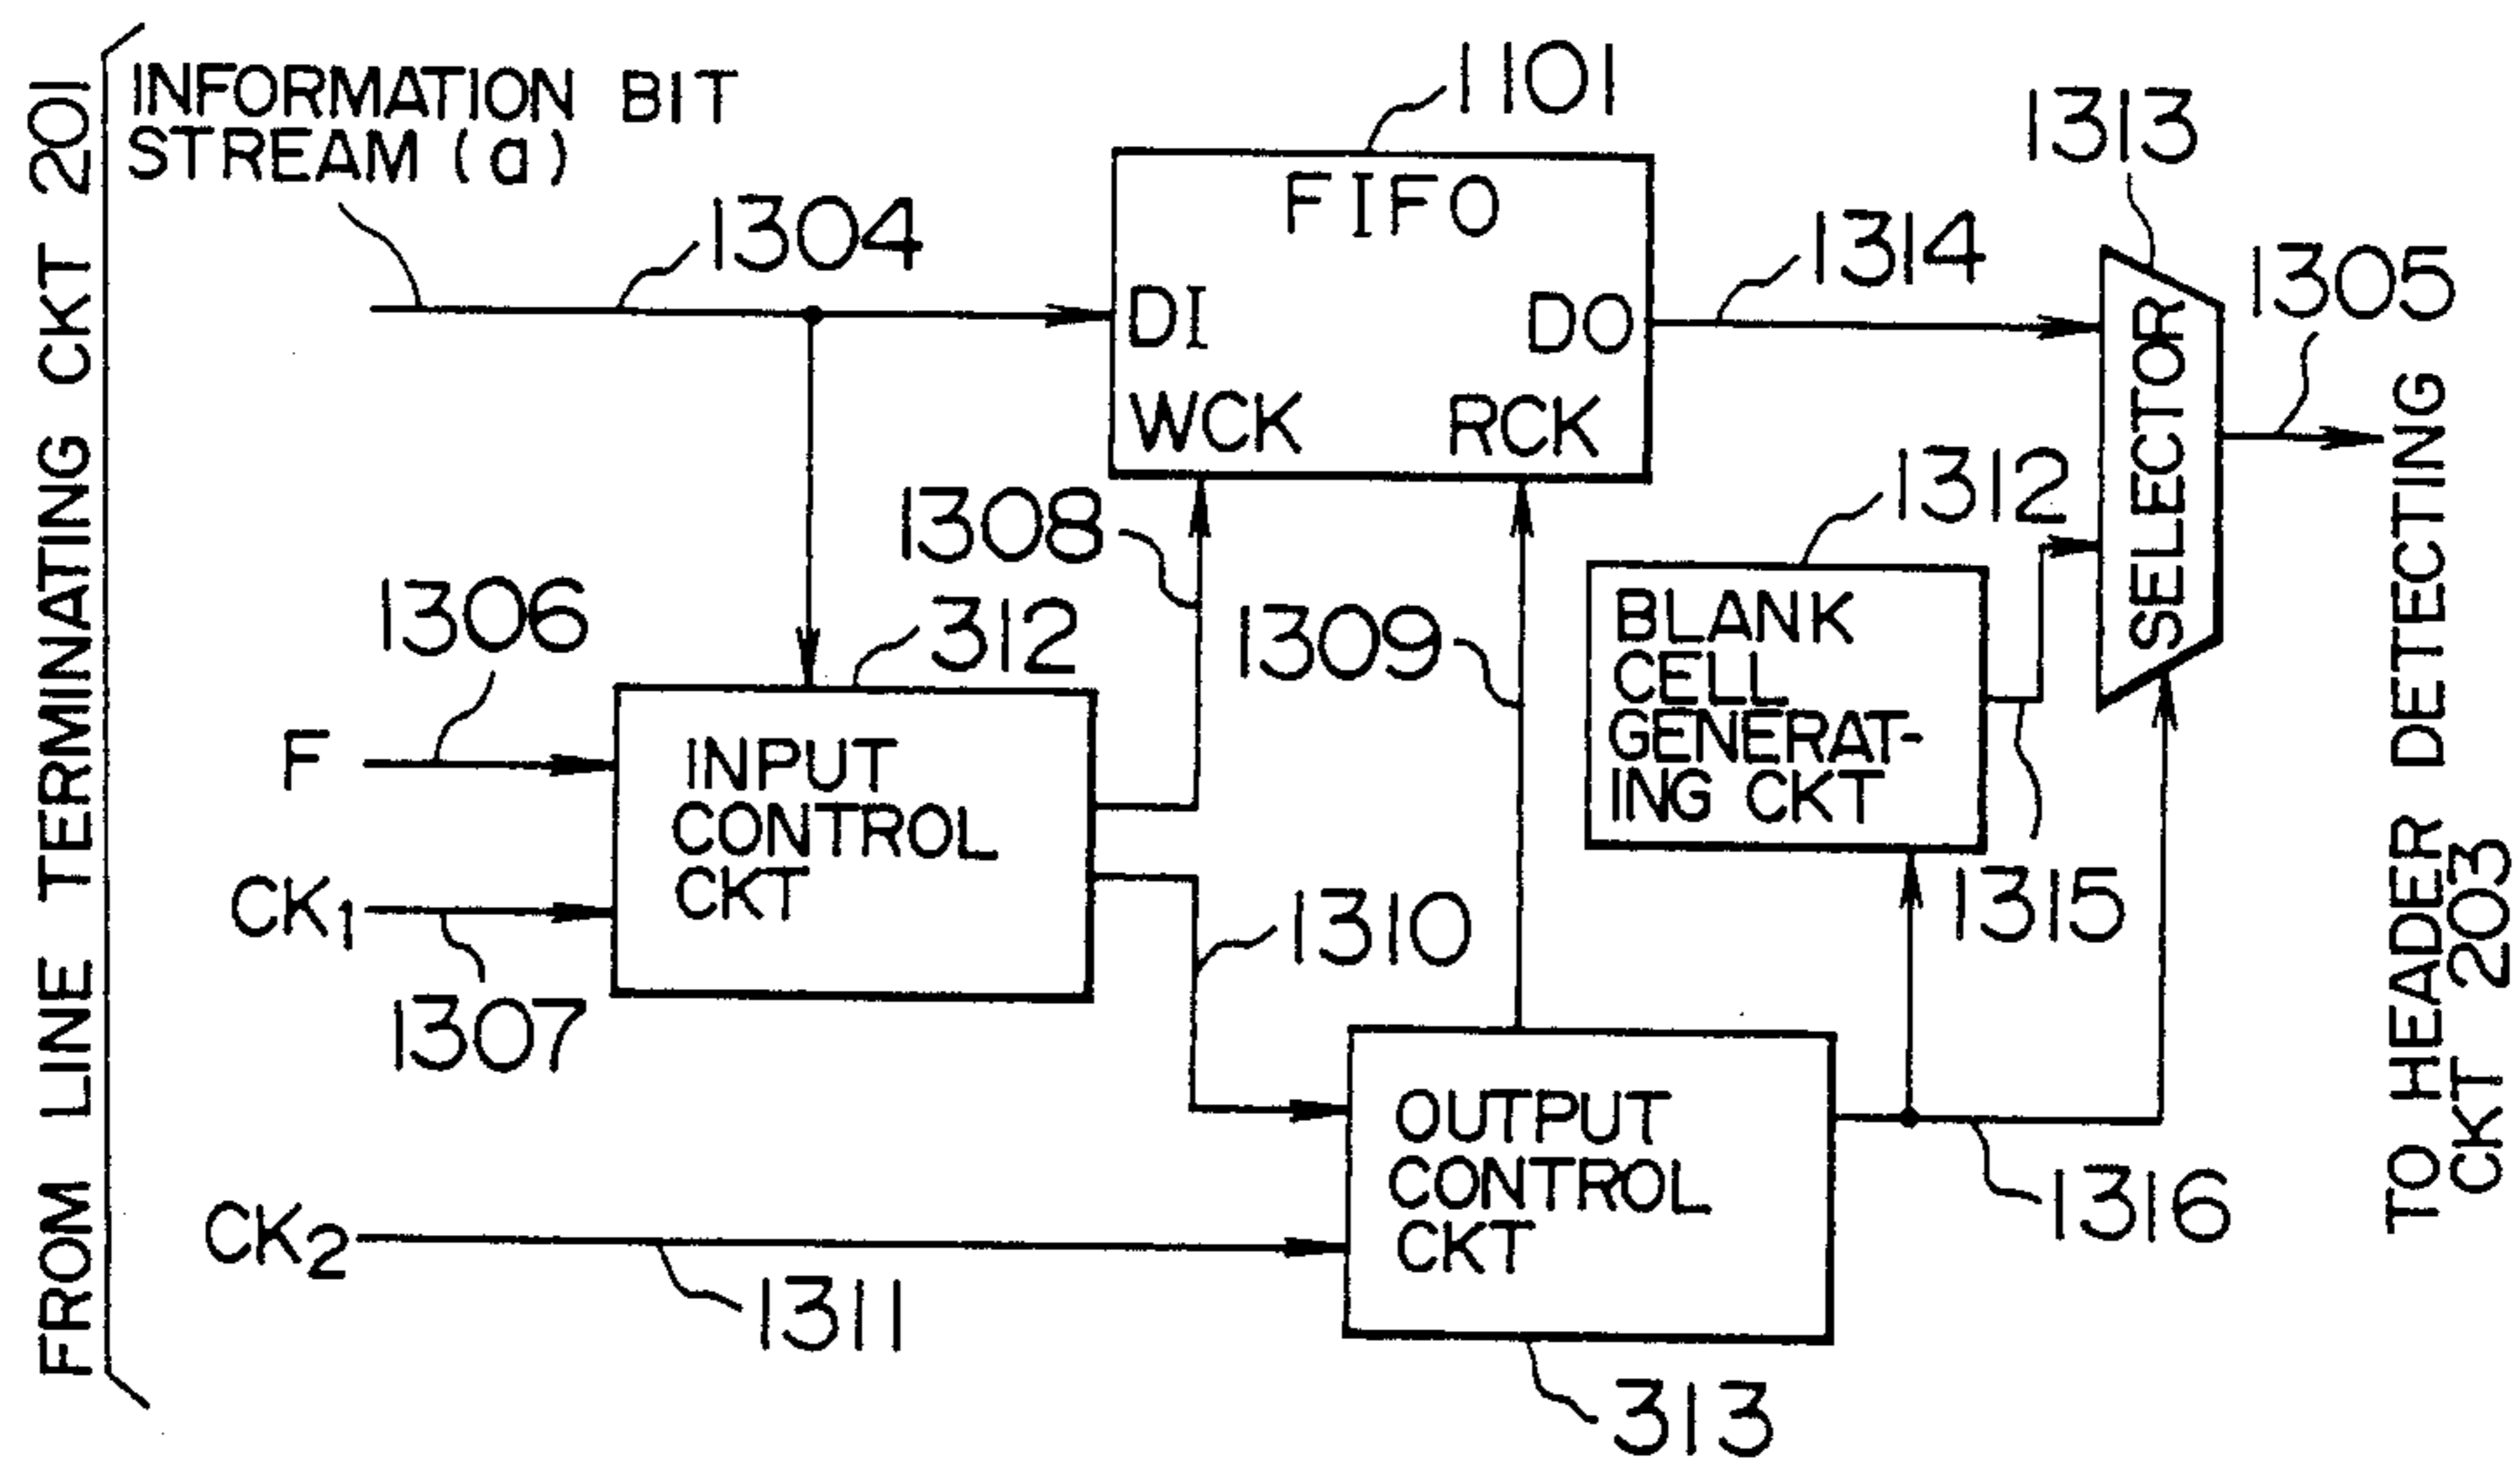 FROM LINE TERMINATING CKT 201
INFORMATION BIT
STREAM (a)
1304
1101
FIFO
DI
DO
WCK
RCK
1314
1313
SELECTOR
1305
1308
1309
1312
BLANK
CELL
GENERAT-
ING CKT
1315
1306
F
312
INPUT
CONTROL
CKT
CK1
1307
1310
OUTPUT
CONTROL
CKT
1316
CK2
1311
313
TO HEADER DETECTING
CKT 203